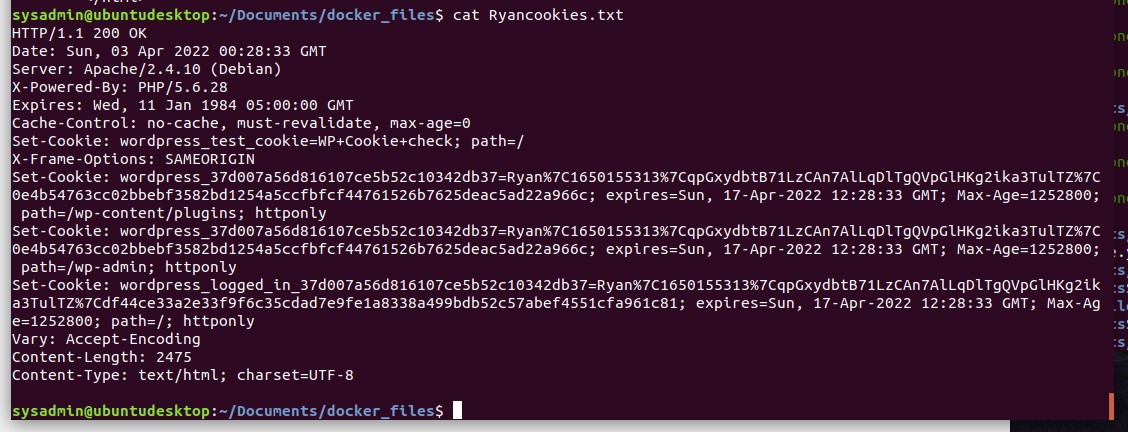 sysadmin@ubuntudesktop:~/Documents/docker_files$ cat Ryancookies.txt
HTTP/1.1 200 OK
Date: Sun, 03 Apr 2022 00:28:33 GMT
Server: Apache/2.4.10 (Debian)
X-Powered-By: PHP/5.6.28
Expires: Wed, 11 Jan 1984 05:00:00 GMT
Cache-Control: no-cache, must-revalidate, max-age=0
Set-Cookie: wordpress_test_cookie=WP+Cookie+check; path=/
X-Frame-Options: SAMEORIGIN
Set-Cookie: wordpress_37d007a56d816107ce5b52c10342db37=Ryan%7C1650155313%7CqpGxydbtB71LzCAn7AlLqDlTgQVpGlHKg2ika3TulTZ%7C
0e4b54763cc02bbebf3582bd1254a5ccfbfcf44761526b7625deac5ad22a966c; expires=Sun, 17-Apr-2022 12:28:33 GMT; Max-Age=1252800;
path=/wp-content/plugins; httponly
Set-Cookie: wordpress_37d007a56d816107ce5b52c10342db37=Ryan%7C1650155313%7CqpGxydbtB71LzCAn7AlLqDlTgQVpGlHKg2ika3TulTZ%7C
0e4b54763cc02bbebf3582bd1254a5ccfbfcf44761526b7625deac5ad22a966c; expires=Sun, 17-Apr-2022 12:28:33 GMT; Max-Age=1252800;
path=/wp-admin; httponly
Set-Cookie: wordpress_logged_in_37d007a56d816107ce5b52c10342db37=Ryan%7C1650155313%7CqpGxydbtB71LzCAn7AlLqDlTgQVpGlHKg2ik
a3TulTZ%7Cdf44ce33a2e33f9f6c35cdad7e9fe1a8338a499bdb52c57abef4551cfa961c81; expires=Sun, 17-Apr-2022 12:28:33 GMT; Max-Ag
e=1252800; path=/; httponly
Vary: Accept-Encoding
Content-Length: 2475
Content-Type: text/html; charset=UTF-8
sysadmin@ubuntudesktop:~/Documents/docker_files$